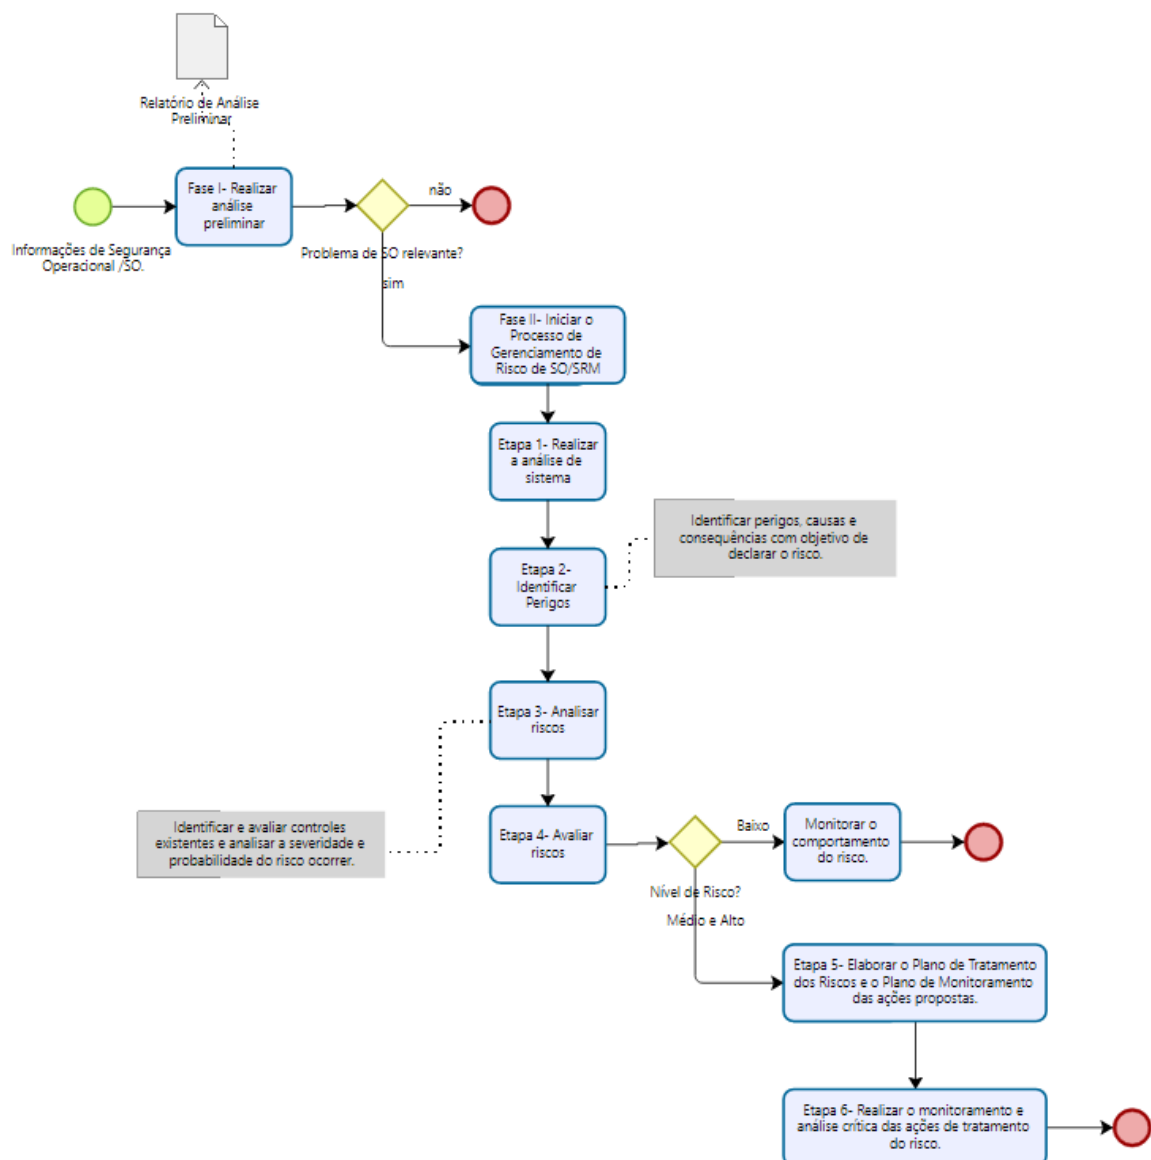 Relatório de Análise
Preliminar
Fase I- Realizar
análise
preliminar
não
Informações de Segurança
Operacional /SO.
Problema de SO relevante?
sim
Fase II- Iniciar o
Processo de
Gerenciamento de
Risco de SO/SRM
Etapa 1- Realizar
a análise de
sistema
Identificar perigos, causas e
consequências com objetivo de
declarar o risco.
Etapa 2-
Identificar
Perigos
Etapa 3- Analisar
riscos
Identificar e avaliar controles
existentes e analisar a severidade e
probabilidade do risco ocorrer.
Etapa 4- Avaliar
riscos
Baixo
Monitorar o
comportamento
do risco.
Nível de Risco?
Médio e Alto
Etapa 5- Elaborar o Plano de Tratamento
dos Riscos e o Plano de Monitoramento
das ações propostas.
Etapa 6- Realizar o monitoramento e
análise crítica das ações de tratamento
do risco.